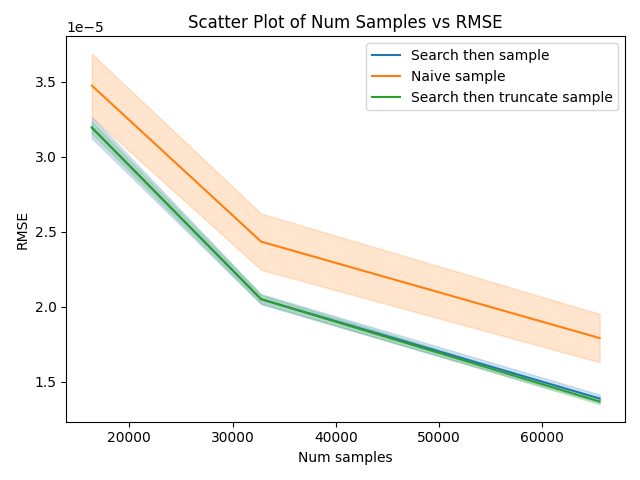 Scatter Plot of Num Samples vs RMSE
1e−5
Search then sample
Naive sample
Search then truncate sample
3.5
3.0
2.5
2.0
1.5
RMSE
20000 30000 40000 50000 60000
Num samples